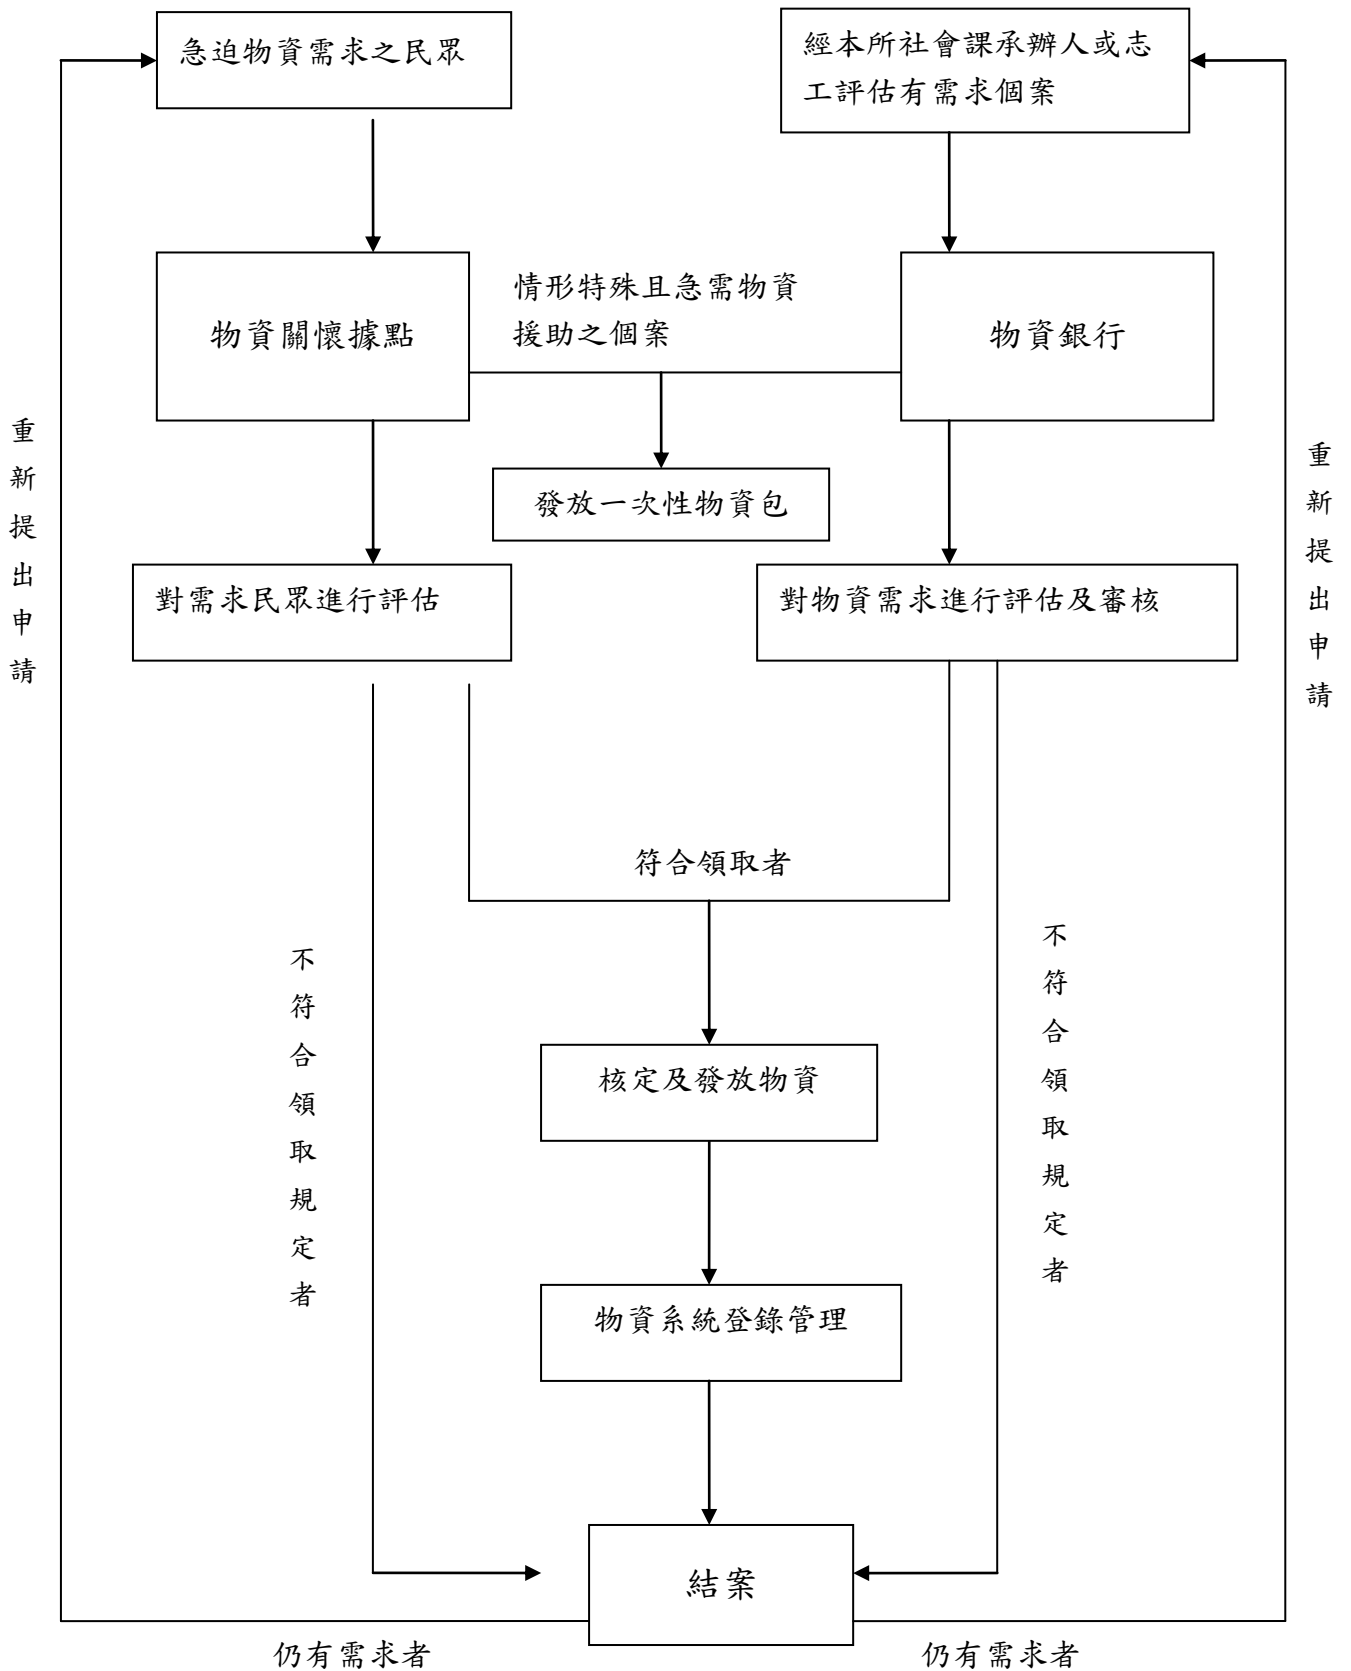 急迫物資需求之民眾
經本所社會課承辦人或志
工評估有需求個案
物資關懷據點
情形特殊且急需物資
援助之個案
物資銀行
發放一次性物資包
重新提出申請
重新提出申請
對需求民眾進行評估
對物資需求進行評估及審核
符合領取者
不符合領取規定者
不符合領取規定者
核定及發放物資
物資系統登錄管理
結案
仍有需求者
仍有需求者